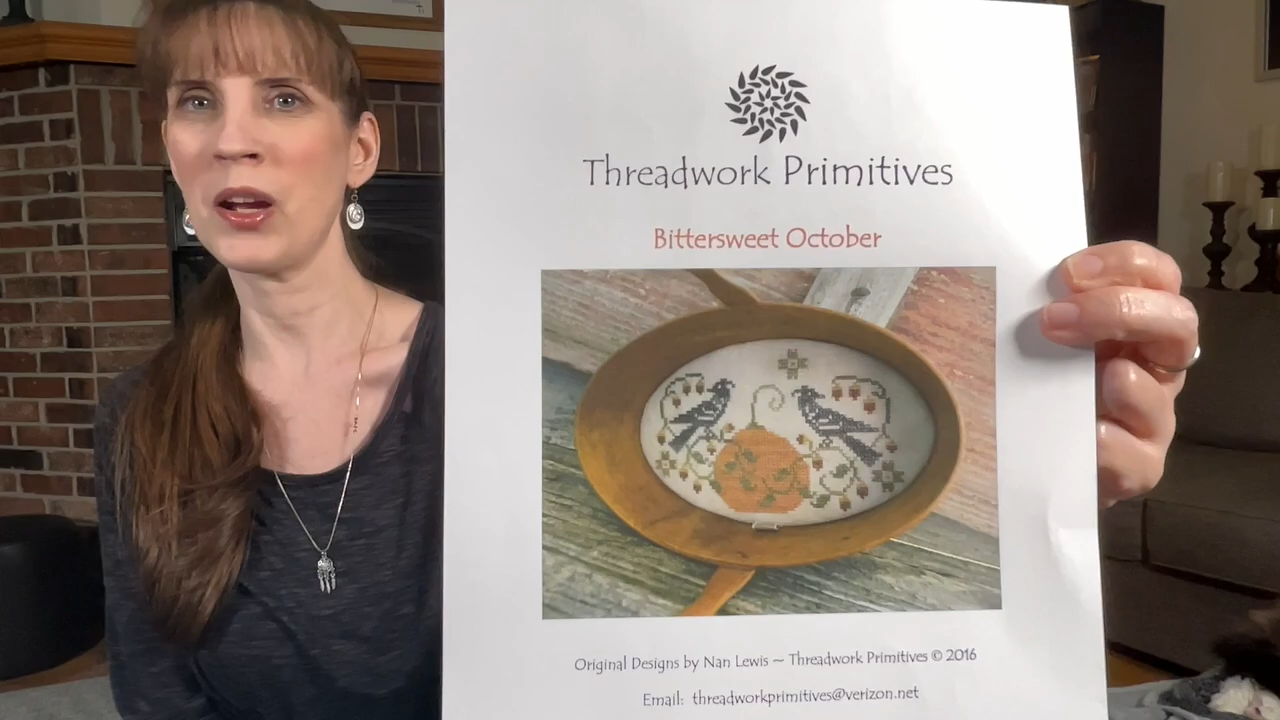 Threadwork Primitives
Bittersweet October
Original Designs by Nan Lewis ~ Threadwork Primitives © 2016
Email: threadworkprimitives@verizon.net